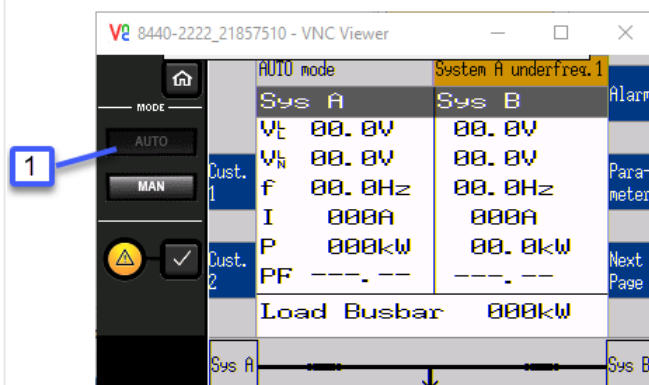 8440-2222_21857510 - VNC Viewer
AUTO mode System A underfreq.1
MODE
Sys A Sys B
Alarm
VLL 00.0V 00.0V
AUTO
VLN 00.0V 00.0V
1
Cust. 1
Para-meter
MAN
f 00.0Hz 00.0Hz
I 000A 000A
P 000kW 00.0kW
Cust. 2
Next Page
PF ---.-- ---.--
Load Busbar 000kW
Sys A Sys B